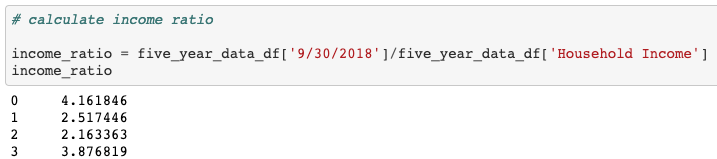 # calculate income ratio
income_ratio = five_year_data_df['9/30/2018']/five_year_data_df['Household Income']
income_ratio
0 4.161846
1 2.517446
2 2.163363
3 3.876819